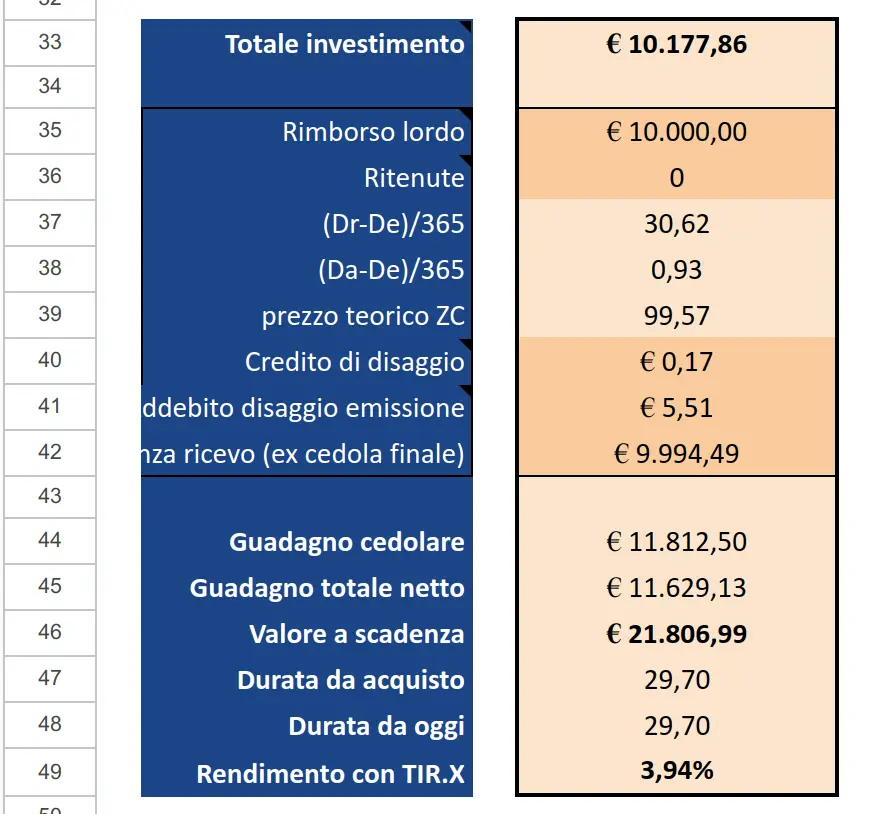 33 Totale investimento € 10.177,86
34
35 Rimborso lordo € 10.000,00
36 Ritenute 0
37 (Dr-De)/365 30,62
38 (Da-De)/365 0,93
39 prezzo teorico ZC 99,57
40 Credito di disaggio € 0,17
41 ddebito disaggio emissione € 5,51
42 nza ricevo (ex cedola finale) € 9.994,49
43
44 Guadagno cedolare € 11.812,50
45 Guadagno totale netto € 11.629,13
46 Valore a scadenza € 21.806,99
47 Durata da acquisto 29,70
48 Durata da oggi 29,70
49 Rendimento con TIR.X 3,94%